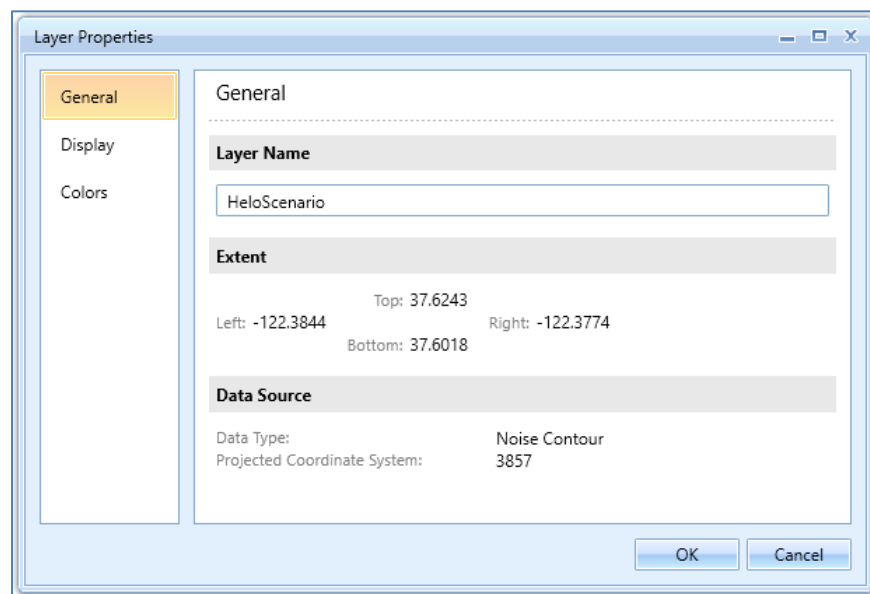 Layer Properties
General
Display
Colors
General
Layer Name
HeloScenario
Extent
Top: 37.6243
Left: -122.3844 Right: -122.3774
Bottom: 37.6018
Data Source
Data Type: Noise Contour
Projected Coordinate System: 3857
OK Cancel